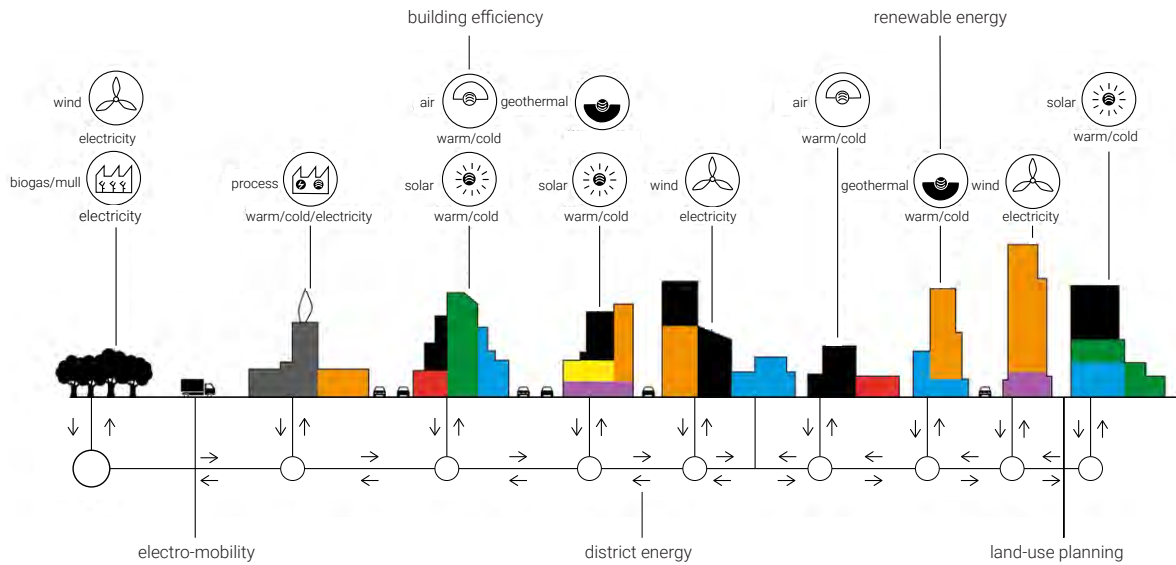 building efficiency
renewable energy
wind
electricity
air
warm/cold
geothermal
air
warm/cold
solar
warm/cold
biogas/mull
electricity
process
warm/cold/electricity
solar
warm/cold
solar
warm/cold
wind
electricity
geothermal
warm/cold
wind
electricity
electro-mobility
district energy
land-use planning